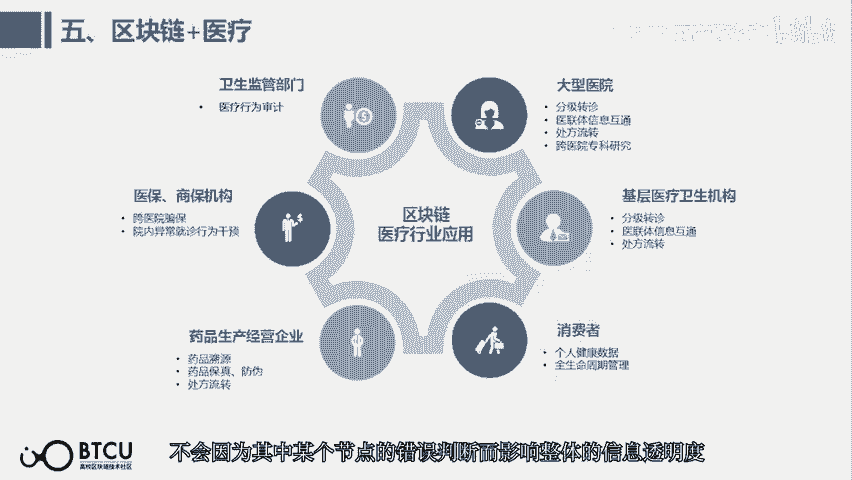 五、区块链+医疗
卫生监管部门
• 医疗行为审计
大型医院
• 分级转诊
• 医联体信息互通
• 处方流转
• 跨医院专科研究
医保、商保机构
• 跨医院骗保
• 院内异常就诊行为干预
区块链
医疗行业应用
基层医疗卫生机构
• 分级转诊
• 医联体信息互通
• 处方流转
药品生产经营企业
• 药品溯源
• 药品保真、防伪
• 处方流转
消费者
• 个人健康数据
• 全生命周期管理
BTCU
高校区块链技术社区
不会因为其中某个节点的错误判断而影响整体的信息透明度